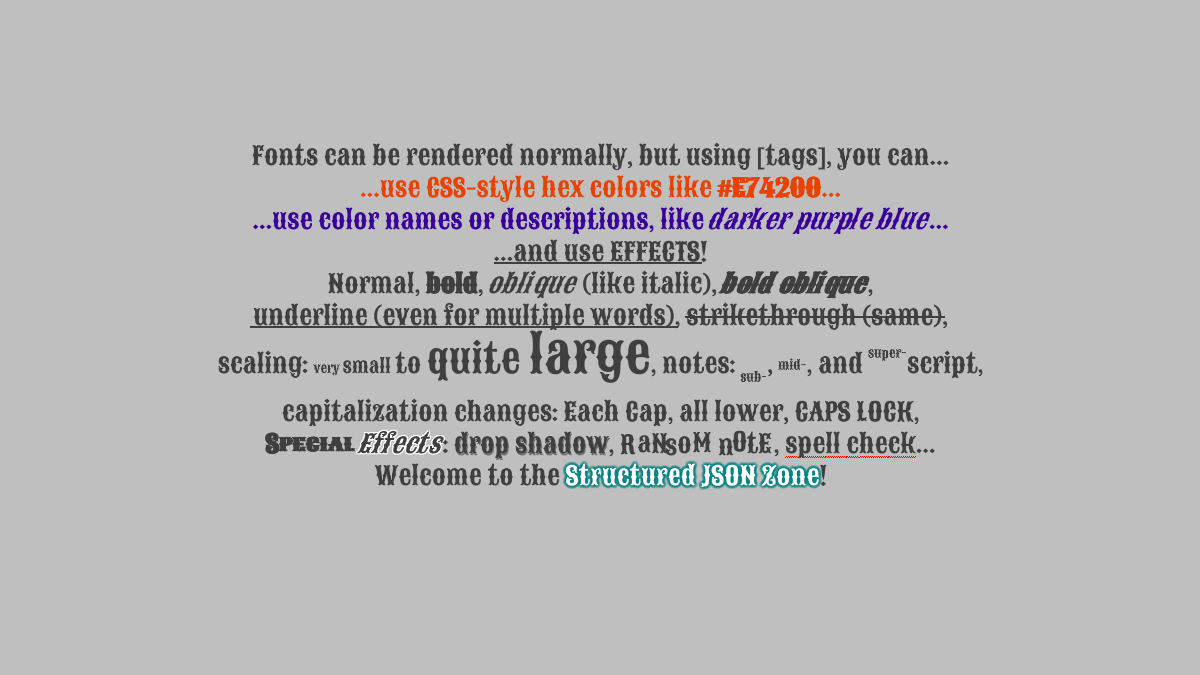 Fonts can be rendered normally, but using [tags], you can...
...use CSS-style hex colors like #E74200...
...use color names or descriptions, like darker purple blue...
...and use EFFECTS!
Normal, bold, oblique (like italic), bold oblique,
underline (even for multiple words), strikethrough (same),
scaling: very small to quite large, notes: sub-, mid-, and super-script,
capitalization changes: Each Cap, all lower, CAPS LOCK,
SPECIAL Effects: drop shadow, RaNsoM nOtE, spell check...
Welcome to the Structured JSON Zone!